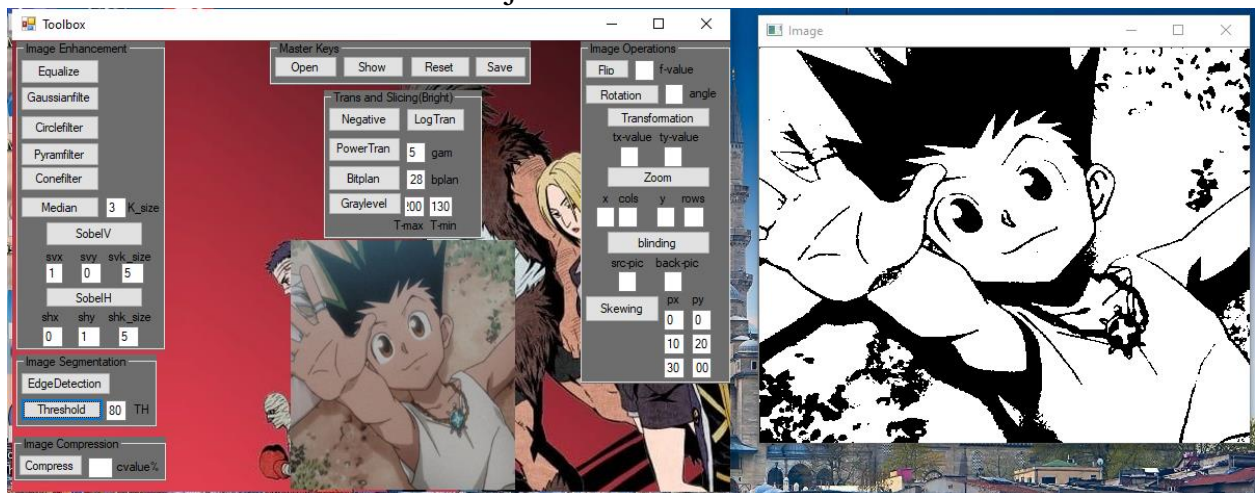 Toolbox
Image Enhancement
Equalize
Gaussianfilte
Circlefilter
Pyramfilter
Conefilter
Median 3 K_size
SobelV
svx svy svk_size
1 0 5
SobelH
shx shy shk_size
0 1 5
Image Segmentation
EdgeDetection
Threshold 80 TH
Image Compression
Compress cvalue%
Master Keys
Open Show Reset Save
Trans and Slicing(Bright)
Negative LogTran
PowerTran 5 gam
Bitplan 28 bplan
Graylevel 200 130
T-max T-min
Image Operations
Flip f-value
Rotation angle
Transformation
tx-value ty-value
Zoom
x cols y rows
blinding
src-pic back-pic
Skewing px py
0 0
10 20
30 00
Image